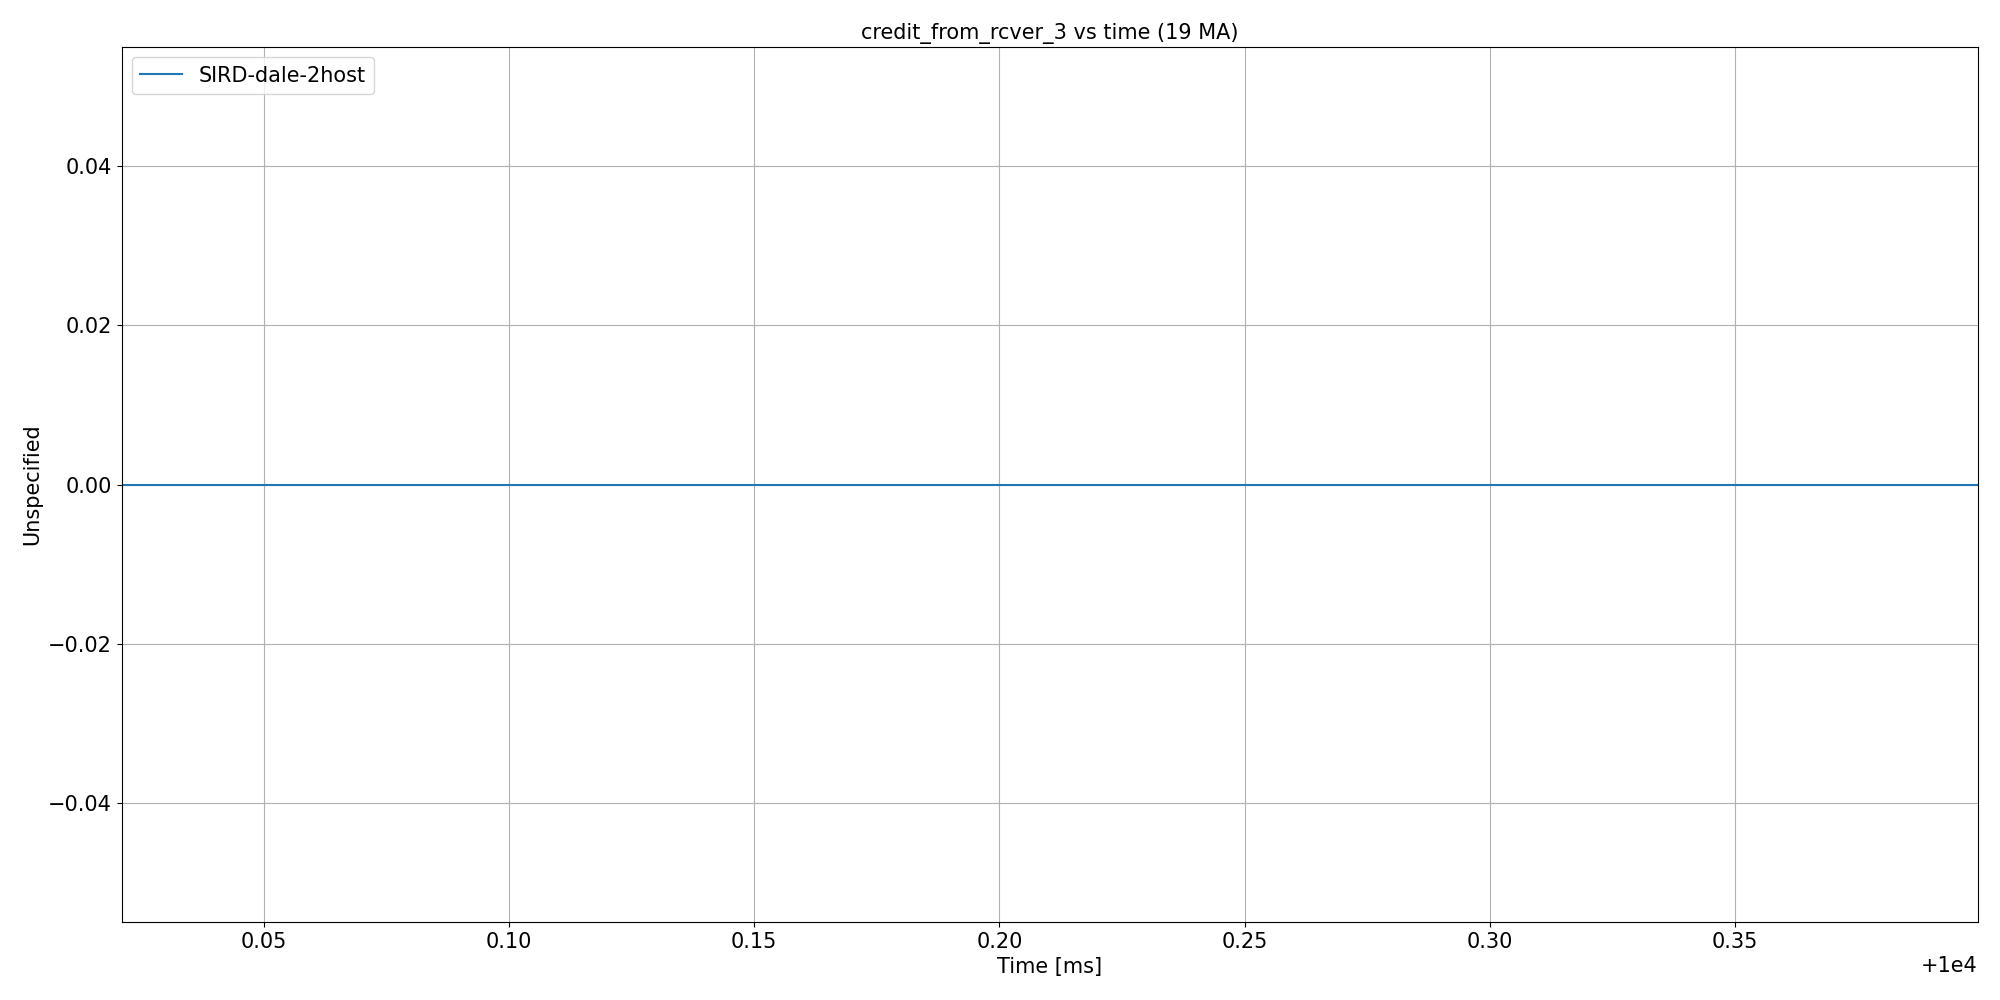 credit_from_rcver_3 vs time (19 MA)
SIRD-dale-2host
Unspecified
0.04
0.02
0.00
−0.02
−0.04
0.05 0.10 0.15 0.20 0.25 0.30 0.35
Time [ms]
+1e4